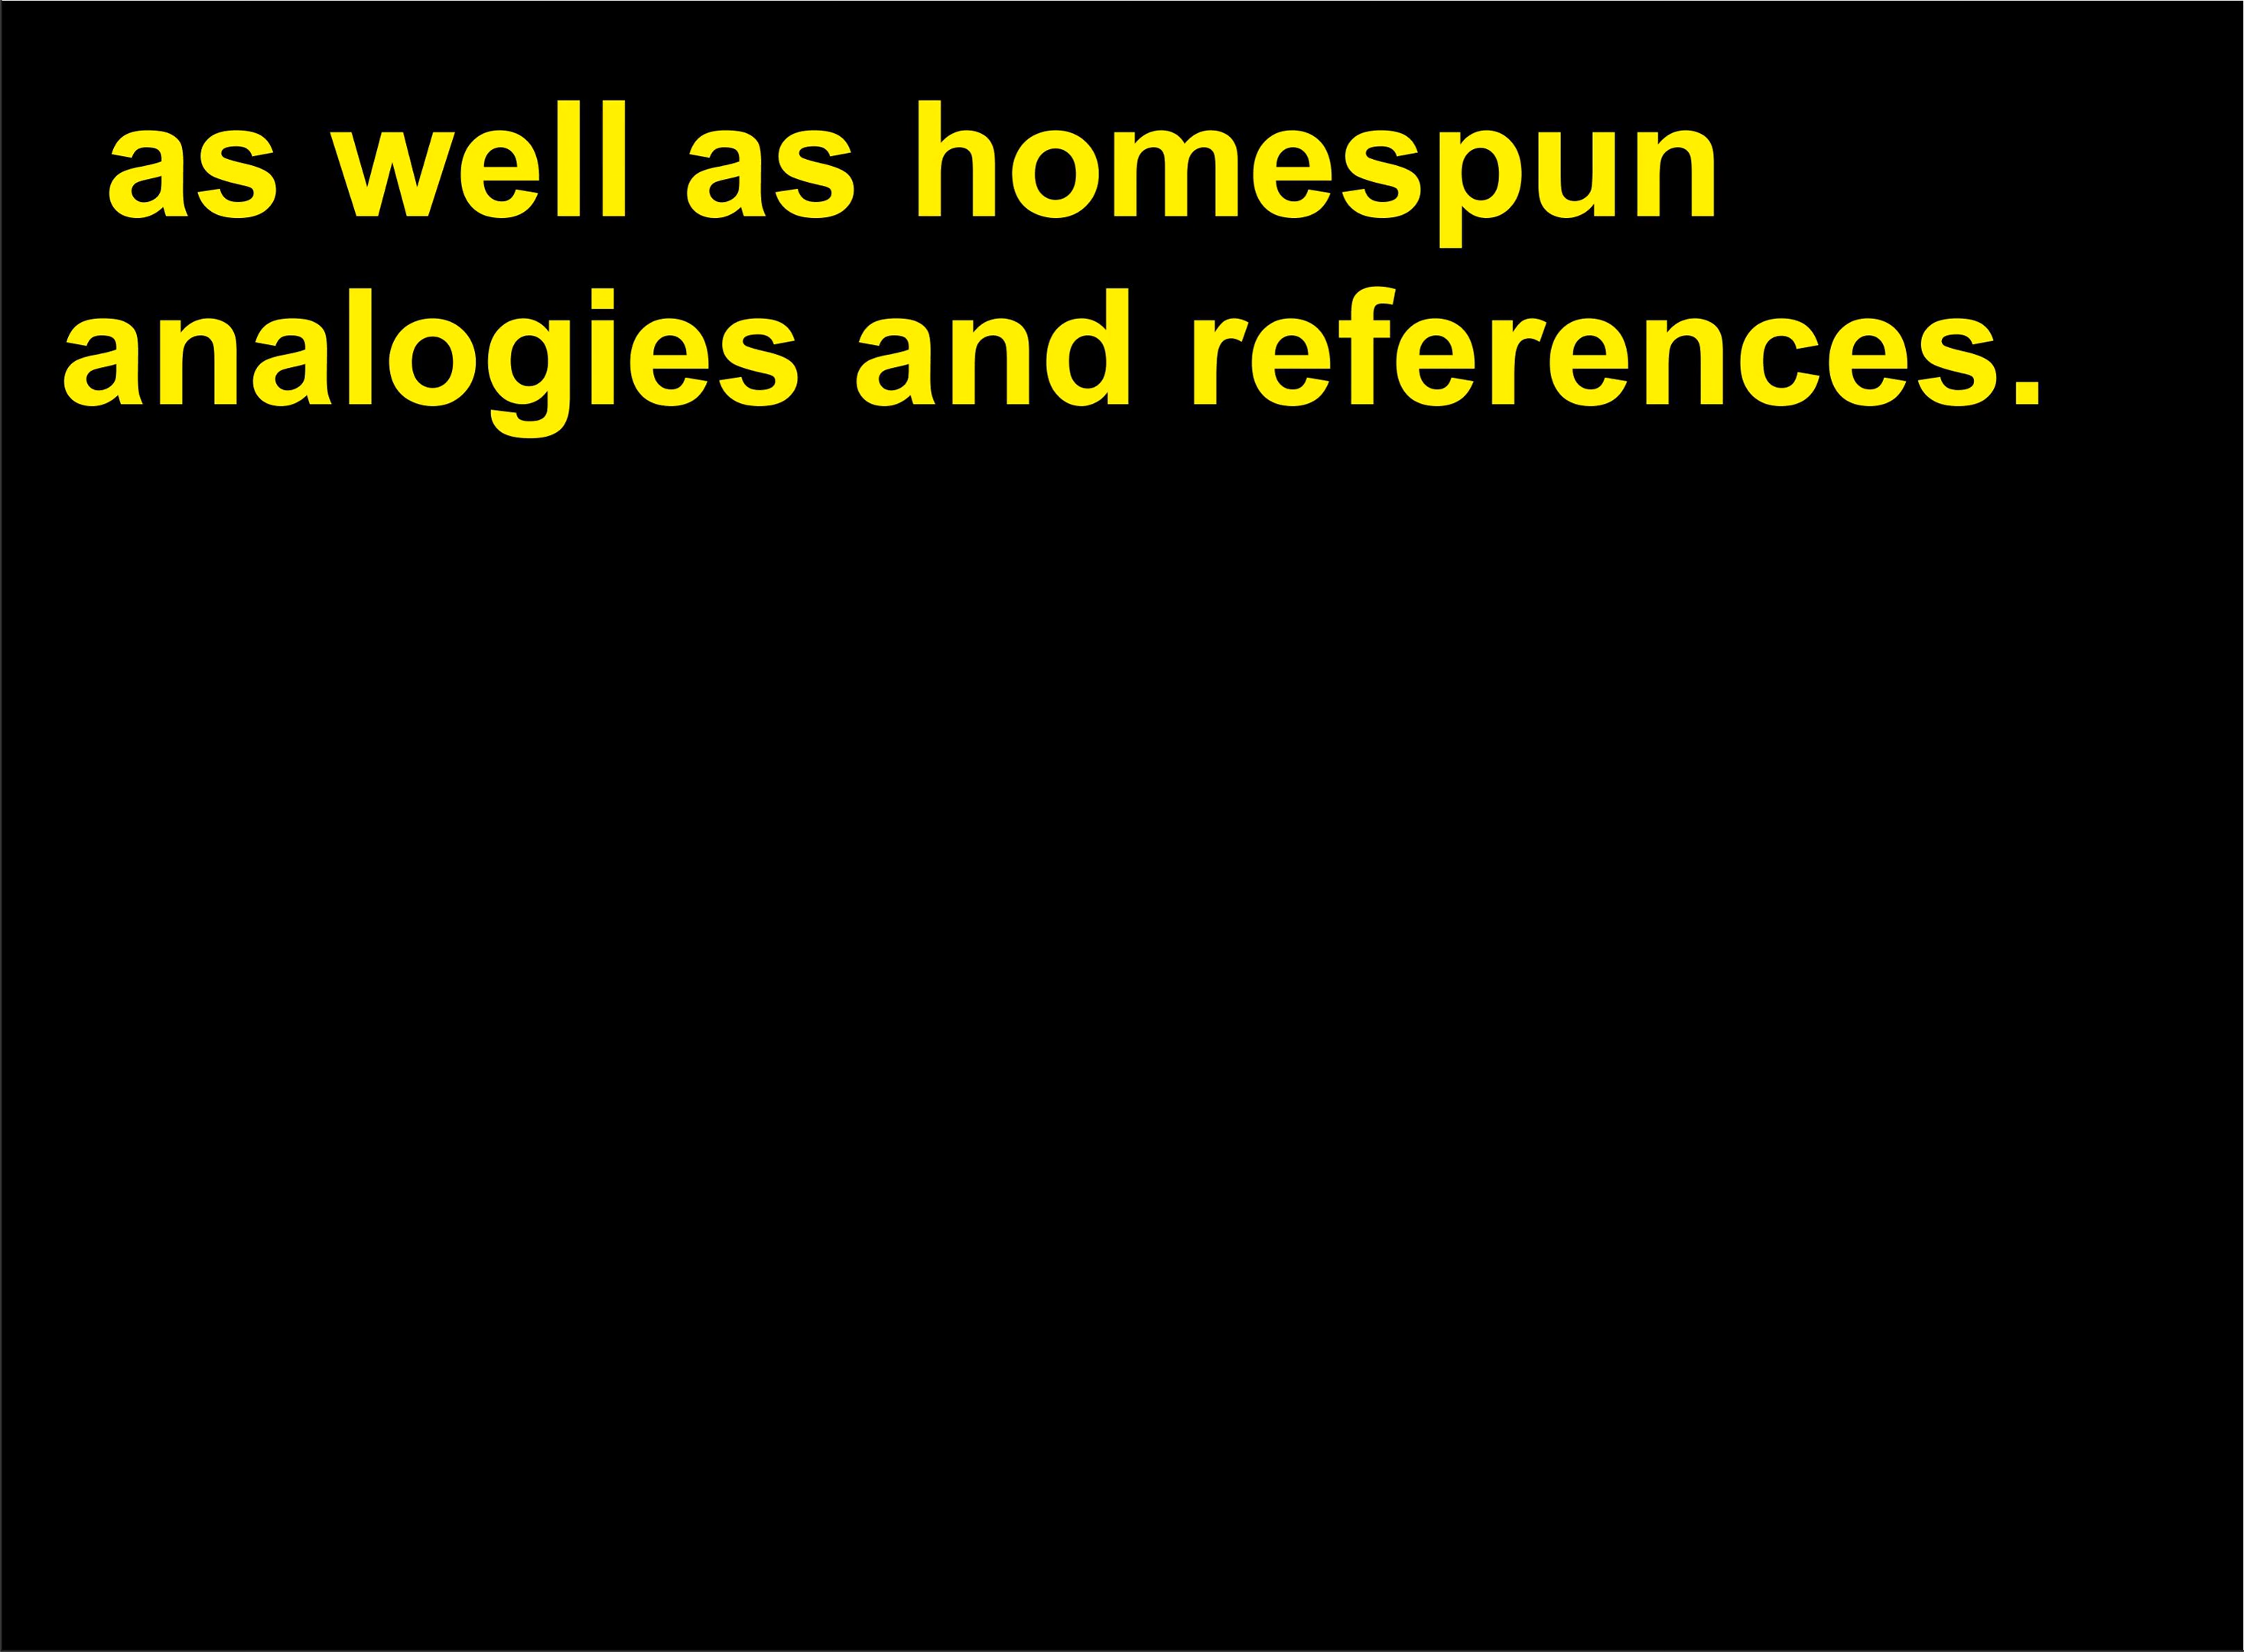 as well as homespun
analogies and references.